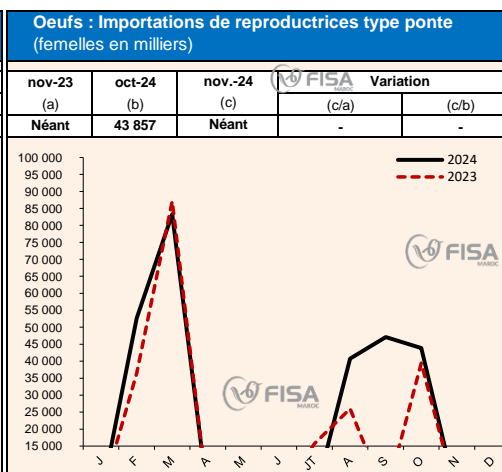 Oeufs : Importations de reproductrices type ponte
(femelles en milliers)
nov-23 oct-24 nov.-24 FISA MAROC Variation
(a) (b) (c) (c/a) (c/b)
Néant 43 857 Néant - -
100 000
95 000
90 000
85 000
80 000
75 000
70 000
65 000
60 000
55 000
50 000
45 000
40 000
35 000
30 000
25 000
20 000
15 000
2024
2023
FISA
MAROC
FISA
MAROC
J F M A M J JT A S O N D